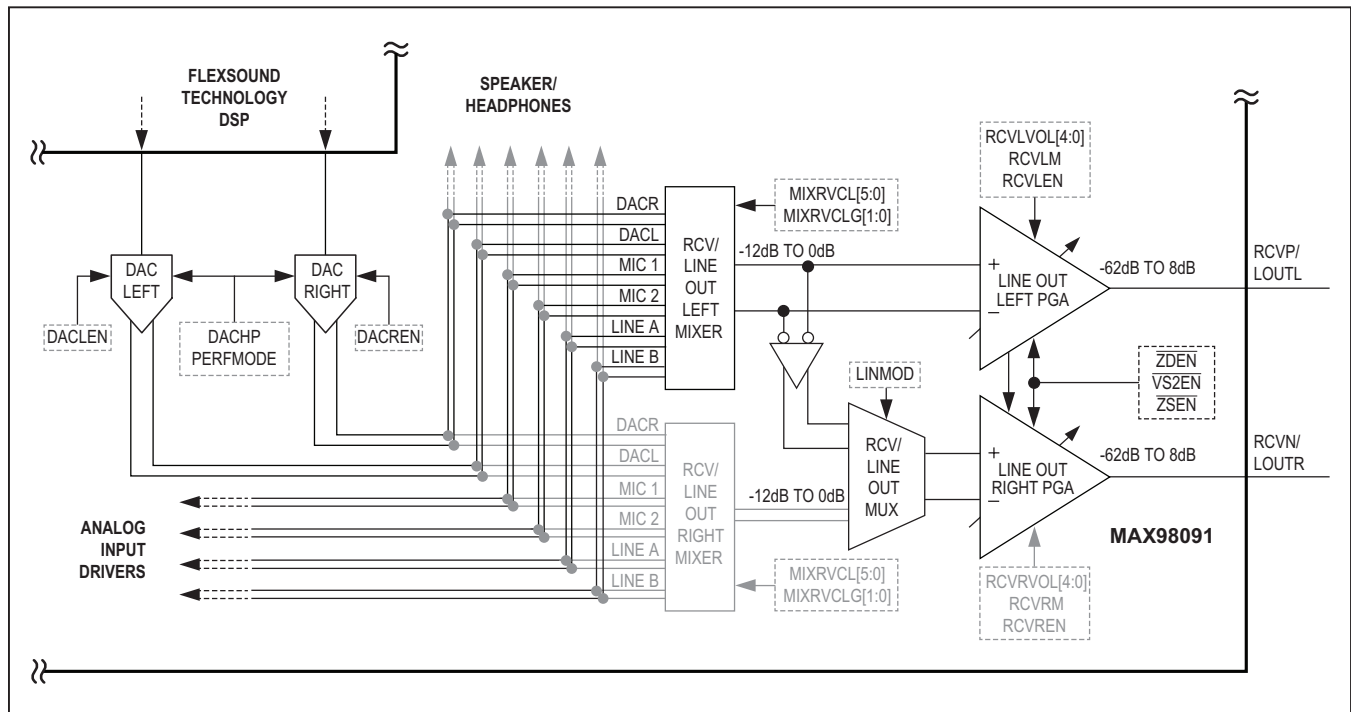 FLEXSOUND
TECHNOLOGY
DSP
SPEAKER/
HEADPHONES
DAC
LEFT
DAC
RIGHT
DACLEN
DACHP
PERFMODE
DACREN
ANALOG
INPUT
DRIVERS
DACR
DACL
MIC 1
MIC 2
LINE A
LINE B
RCV/
LINE
OUT
LEFT
MIXER
MIXRVCL[5:0]
MIXRVCLG[1:0]
-12dB TO 0dB
DACR
DACL
MIC 1
MIC 2
LINE A
LINE B
RCV/
LINE
OUT
RIGHT
MIXER
-12dB TO 0dB
MIXRVCL[5:0]
MIXRVCLG[1:0]
LINMOD
RCV/
LINE
OUT
MUX
RCVLVOL[4:0]
RCVLM
RCVLEN
+
LINE OUT
LEFT PGA
−
-62dB TO 8dB
RCVP/
LOUTL
ZDEN
VS2EN
ZSEN
+
LINE OUT
RIGHT PGA
−
-62dB TO 8dB
RCVN/
LOUTR
MAX98091
RCVRVOL[4:0]
RCVRM
RCVREN